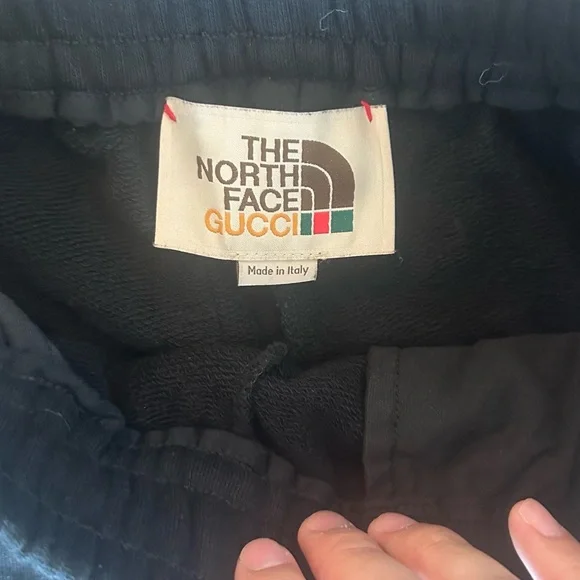 THE
NORTH
FACE
GUCCI
Made in Italy